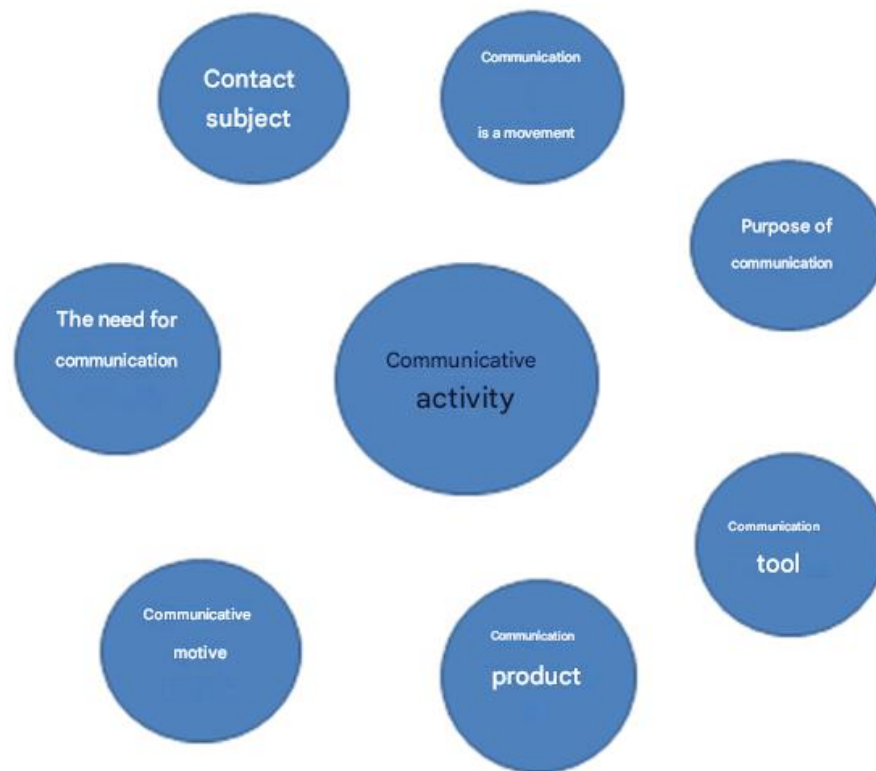 Contact
subject
Communication
is a movement
Purpose of
communication
The need for
communication
Communicative
activity
Communication
tool
Communicative
motive
Communication
product